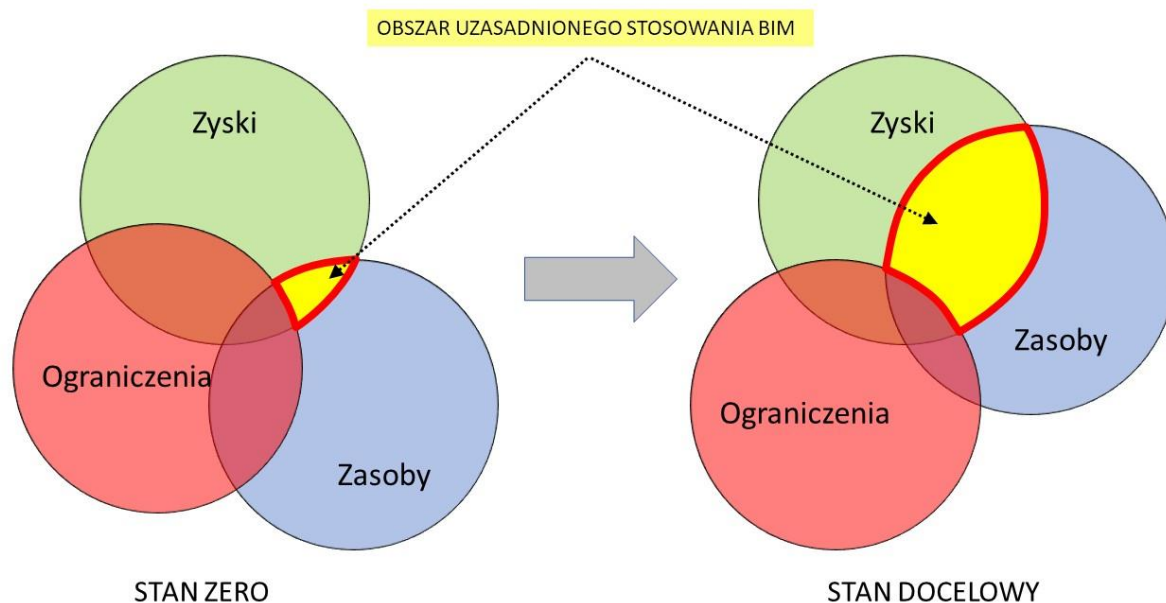 OBSZAR UZASADNIONEGO STOSOWANIA BIM
Zyski
Ograniczenia
Zasoby
STAN ZERO
Zyski
Zasoby
Ograniczenia
STAN DOCELOWY